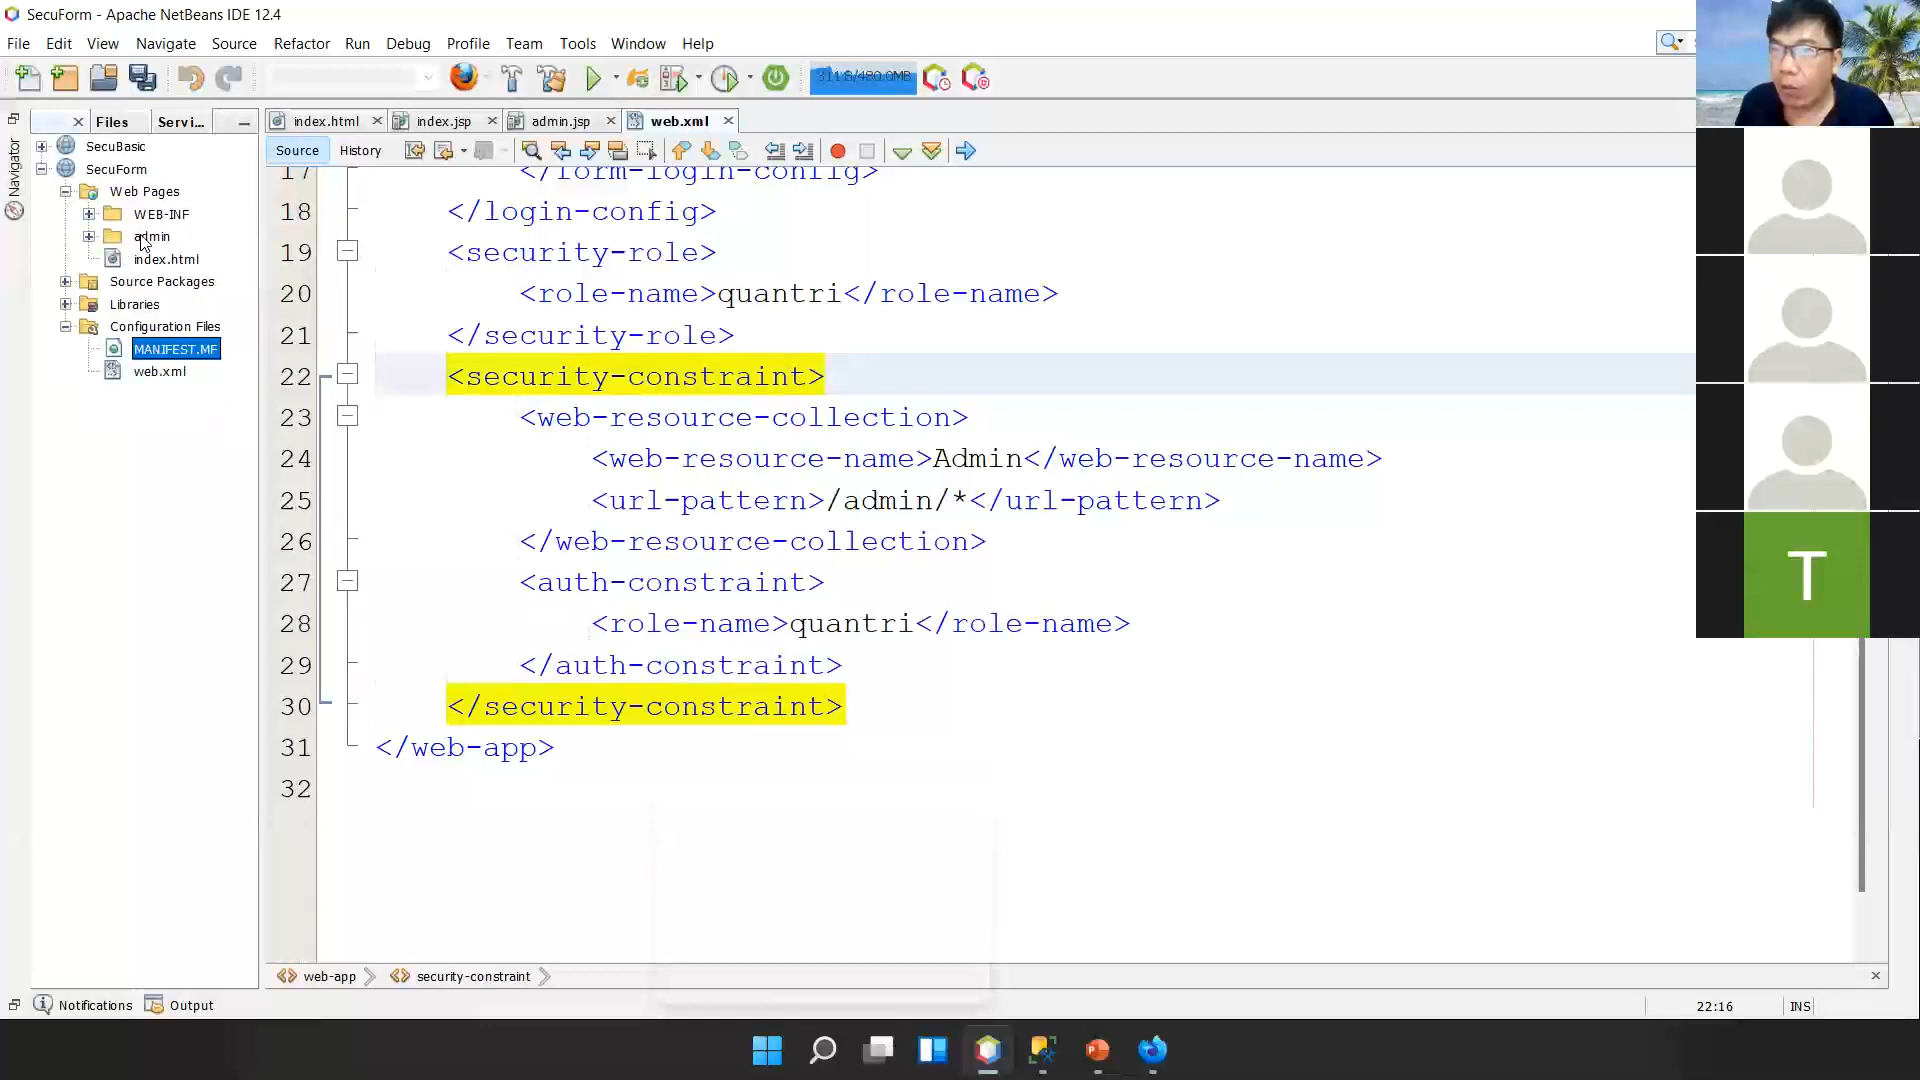 SecuForm - Apache NetBeans IDE 12.4
File Edit View Navigate Source Refactor Run Debug Profile Team Tools Window Help
Files Servi...
index.html index.jsp admin.jsp web.xml
Source History
Navigator
SecuBasic
SecuForm
Web Pages
WEB-INF
admin
index.html
Source Packages
Libraries
Configuration Files
MANIFEST.MF
web.xml
17 </form-login-config>
18 </login-config>
19 <security-role>
20 <role-name>quantri</role-name>
21 </security-role>
22 <security-constraint>
23 <web-resource-collection>
24 <web-resource-name>Admin</web-resource-name>
25 <url-pattern>/admin/*</url-pattern>
26 </web-resource-collection>
27 <auth-constraint>
28 <role-name>quantri</role-name>
29 </auth-constraint>
30 </security-constraint>
31 </web-app>
32
web-app security-constraint
Notifications Output
22:16 INS
T